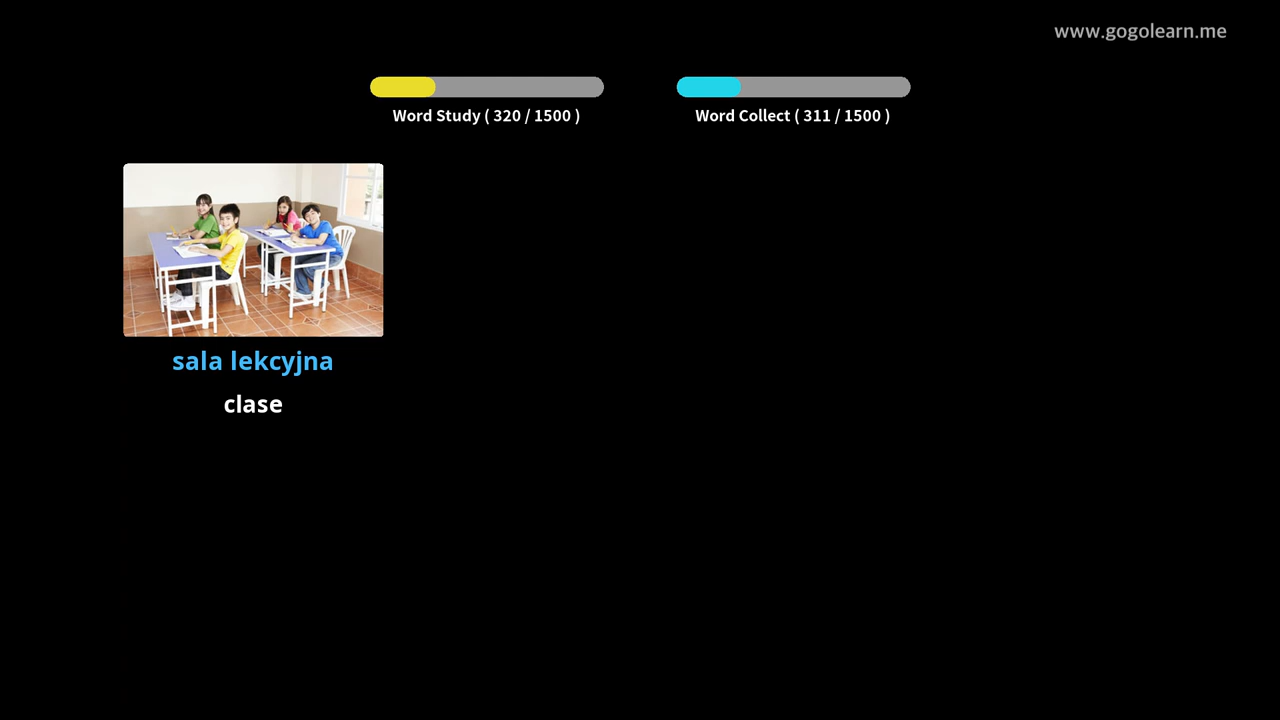 www.gogolearn.me
Word Study ( 320 / 1500 )
Word Collect ( 311 / 1500 )
sala lekcyjna
clase